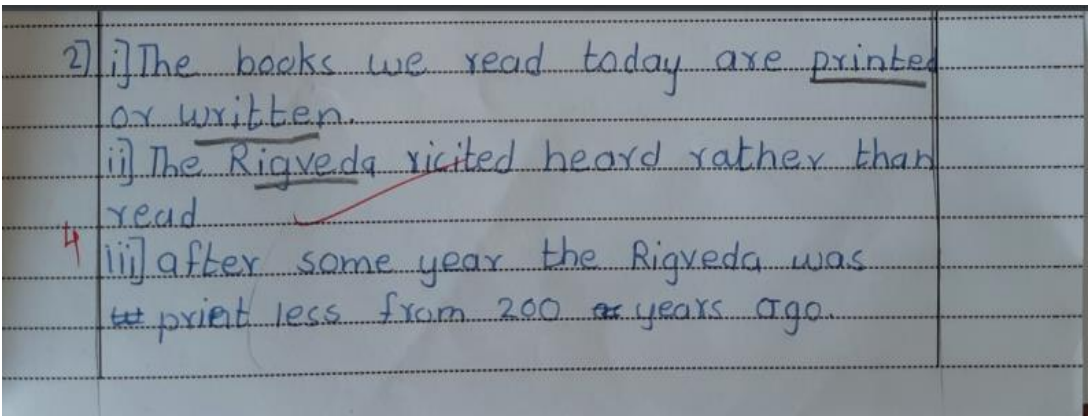 2) i] The books we read today are printed
or written.
ii] The Rigveda ricited heard rather than
read
4
iii] after some year the Rigveda was
print less from 200 years ago.